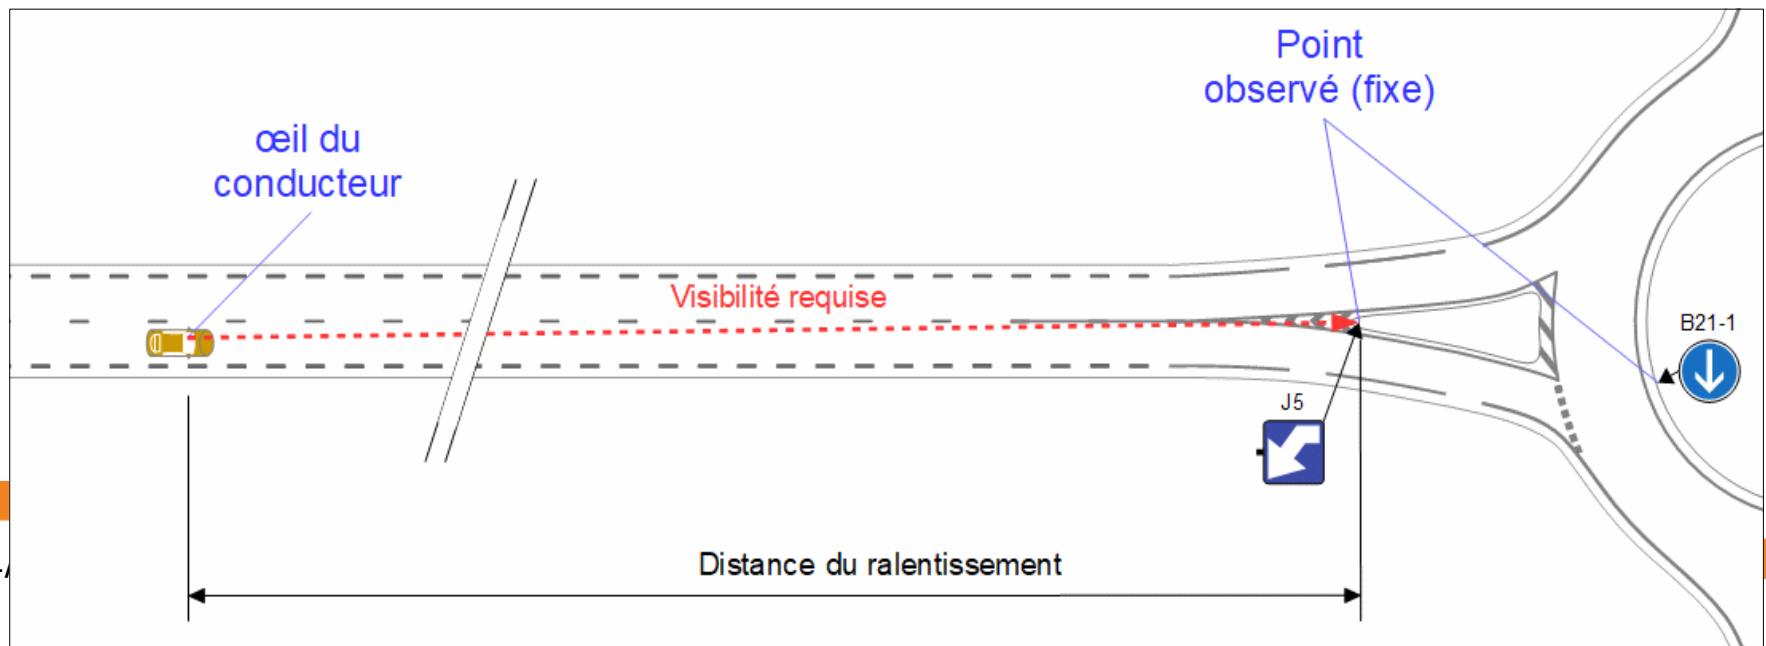 Point
observé (fixe)
œil du
conducteur
Visibilité requise
B21-1
J5
Distance du ralentissement